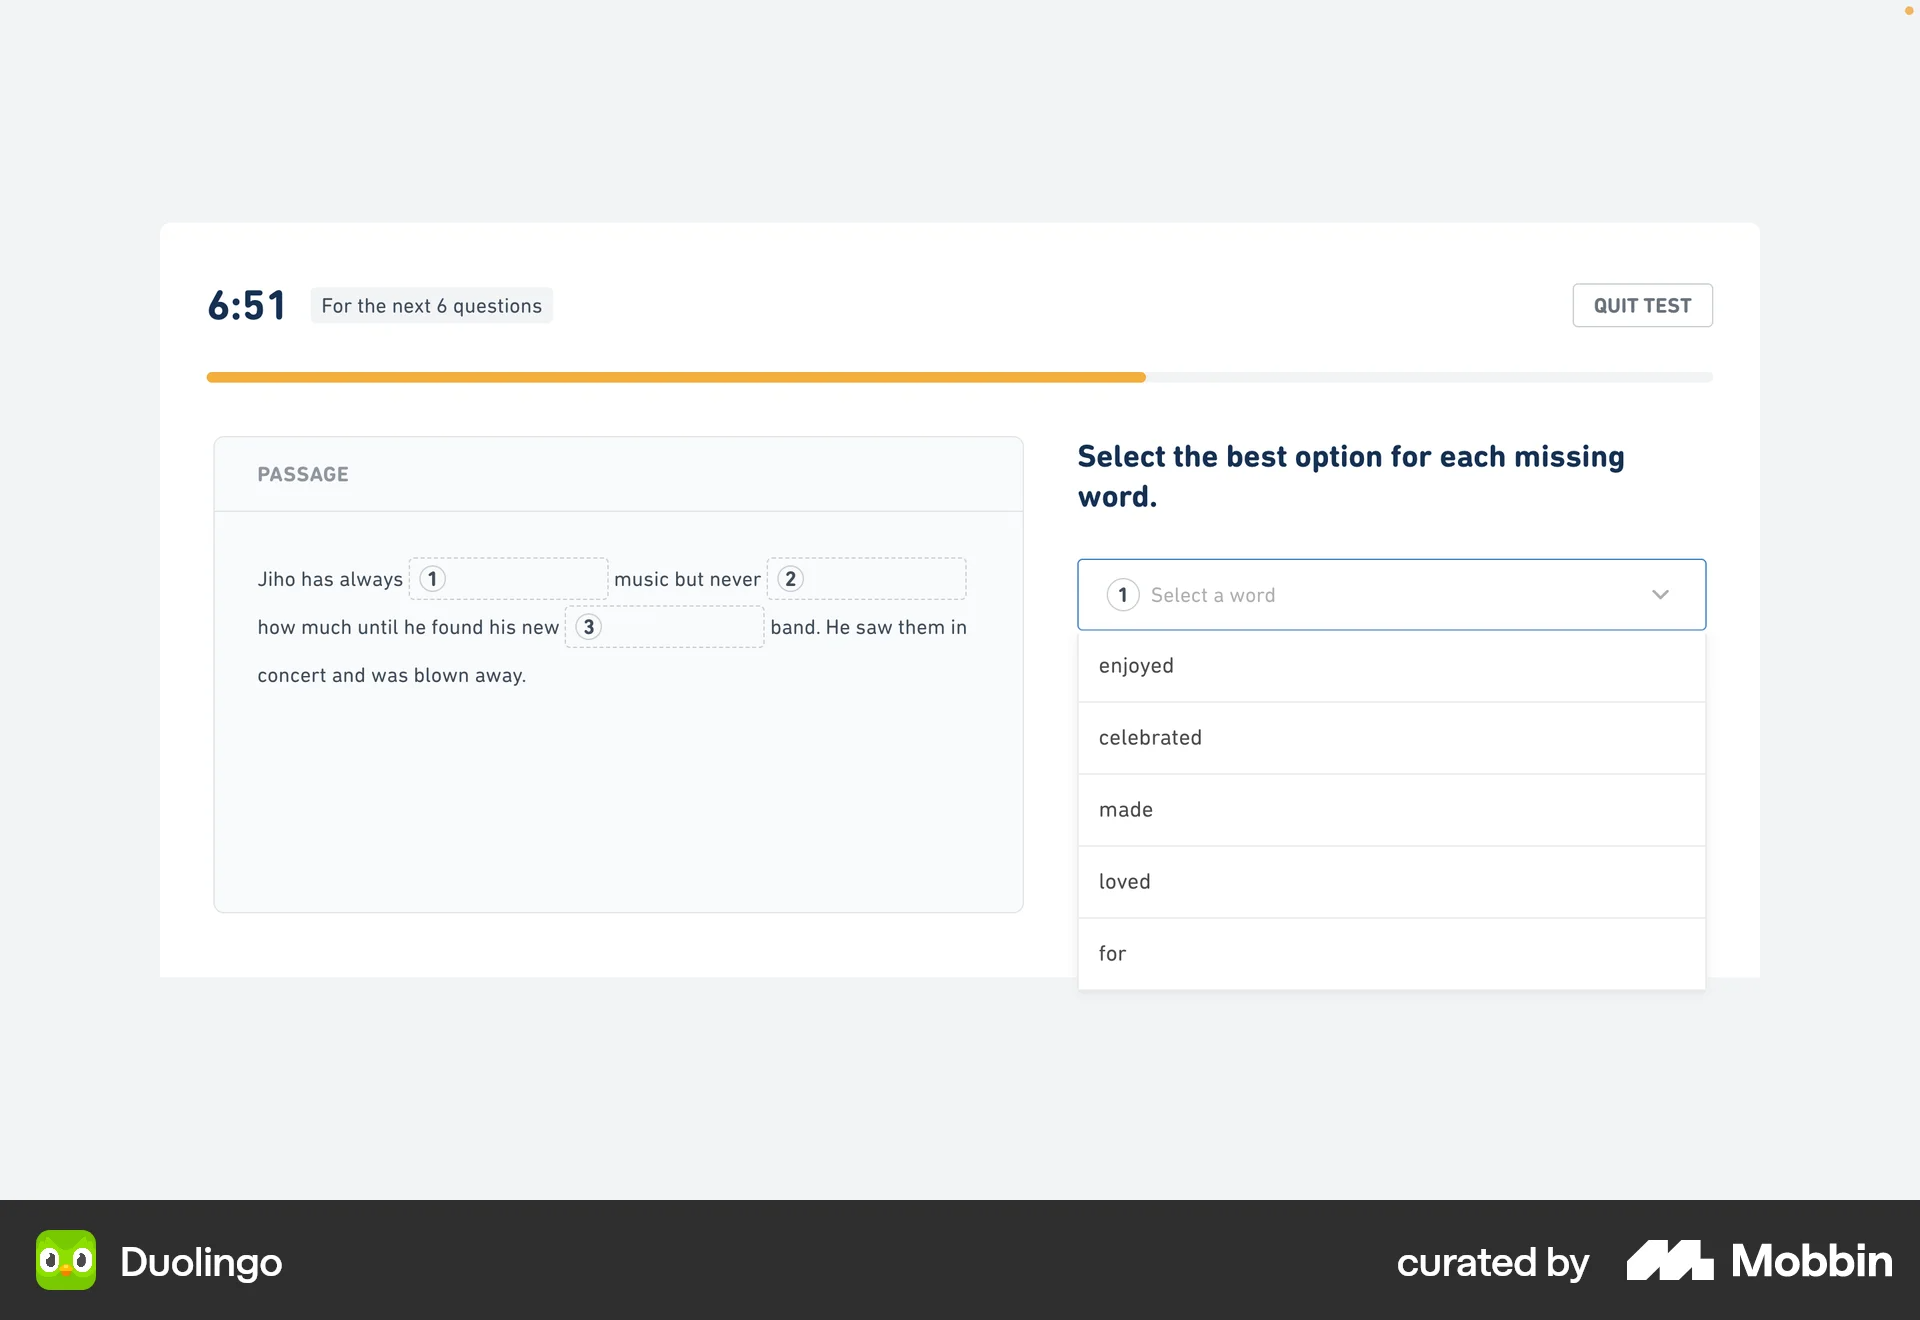 6:51
For the next 6 questions
QUIT TEST
PASSAGE
Jiho has always 1 music but never 2
how much until he found his new 3 band. He saw them in
concert and was blown away.
Select the best option for each missing
word.
1 Select a word
enjoyed
celebrated
made
loved
for
Duolingo
curated by Mobbin